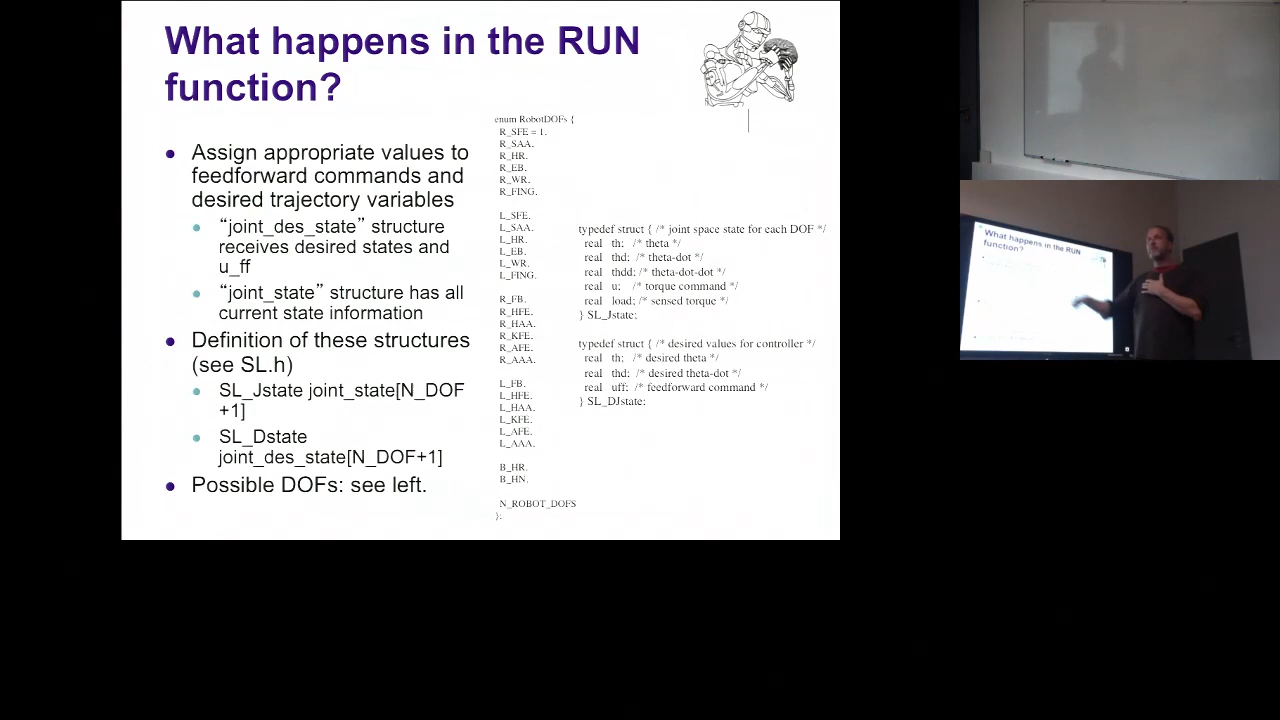 What happens in the RUN
function?
● Assign appropriate values to
feedforward commands and
desired trajectory variables
● “joint_des_state” structure
receives desired states and
u_ff
● “joint_state” structure has all
current state information
● Definition of these structures
(see SL.h)
● SL_Jstate joint_state[N_DOF
+1]
● SL_Dstate
joint_des_state[N_DOF+1]
● Possible DOFs: see left.
enum RobotDOFs {
R_SFE = 1,
R_SAA,
R_HR,
R_EB,
R_WR,
R_FING,
L_SFE,
L_SAA,
L_HR,
L_EB,
L_WR,
L_FING,
R_FB,
R_HFE,
R_HAA,
R_KFE,
R_AFE,
R_AAA,
L_FB,
L_HFE,
L_HAA,
L_KFE,
L_AFE,
L_AAA,
B_HR,
B_HN,
N_ROBOT_DOFS
};
typedef struct { /* joint space state for each DOF */
real th; /* theta */
real thd; /* theta-dot */
real thdd; /* theta-dot-dot */
real u; /* torque command */
real load; /* sensed torque */
} SL_Jstate;
typedef struct { /* desired values for controller */
real th; /* desired theta */
real thd; /* desired theta-dot */
real uff; /* feedforward command */
} SL_DJstate;
What happens in the RUN
function?